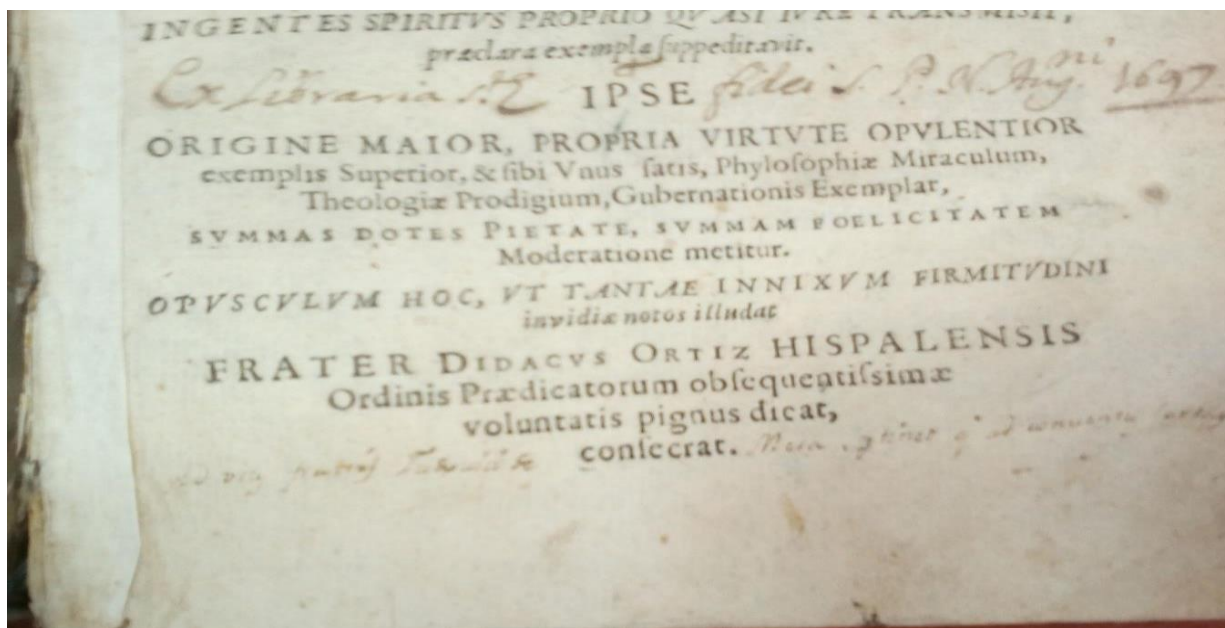 INGENTES SPIRITVS PROPRIO QVASI IVRE TRANSMISIT,
præclara exempla ſuppeditavit.
Ex Libraria S.æ IPSE fidei S. P. N. Aug.ni 1697
ORIGINE MAIOR, PROPRIA VIRTVTE OPVLENTIOR
exemplis Superior, & ſibi Vnus ſatis, Phyloſophiæ Miraculum,
Theologiæ Prodigium, Gubernationis Exemplar,
SVMMAS DOTES PIETATE, SVMMAM FOELICITATEM
Moderatione metitur.
OPVSCVLVM HOC, VT TANTAE INNIXVM FIRMITVDINI
invidiæ notos illudat
FRATER DIDACVS ORTIZ HISPALENSIS
Ordinis Prædicatorum obſequentiſsimæ
voluntatis pignus dicat,
conſecrat.